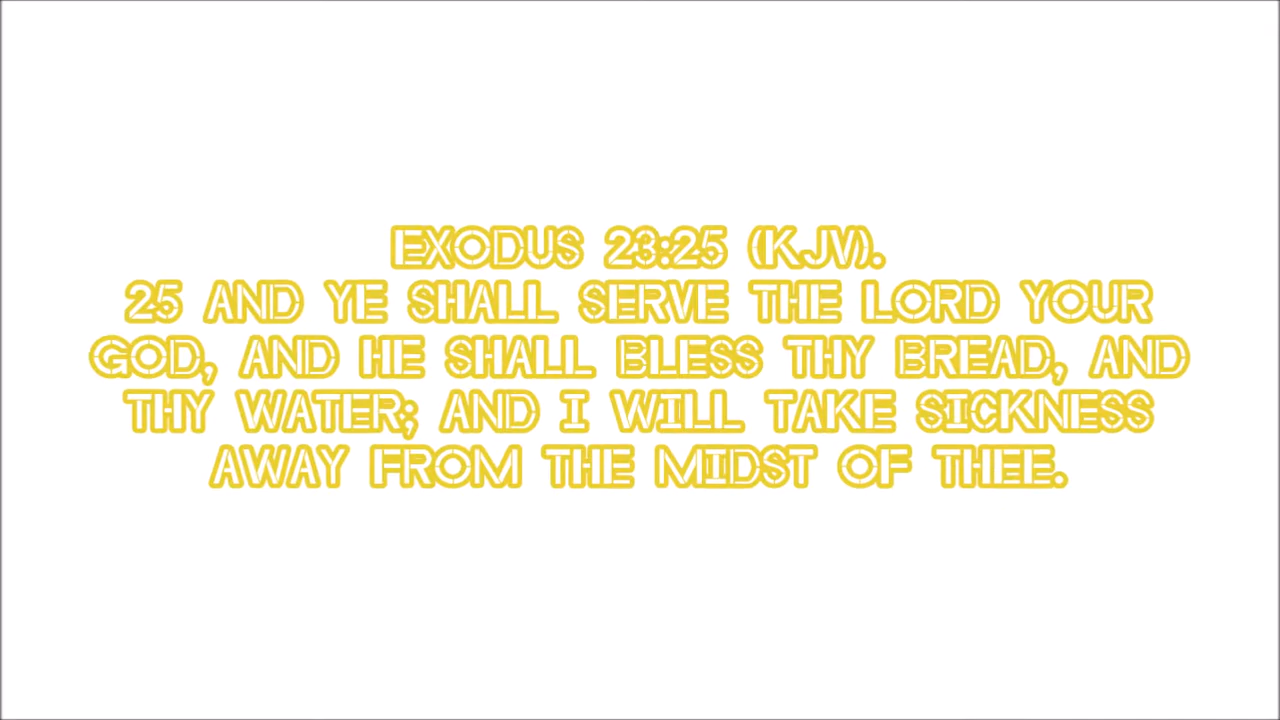 EXODUS 23:25 (KJV).
25 AND YE SHALL SERVE THE LORD YOUR
GOD, AND HE SHALL BLESS THY BREAD, AND
THY WATER; AND I WILL TAKE SICKNESS
AWAY FROM THE MIDST OF THEE.